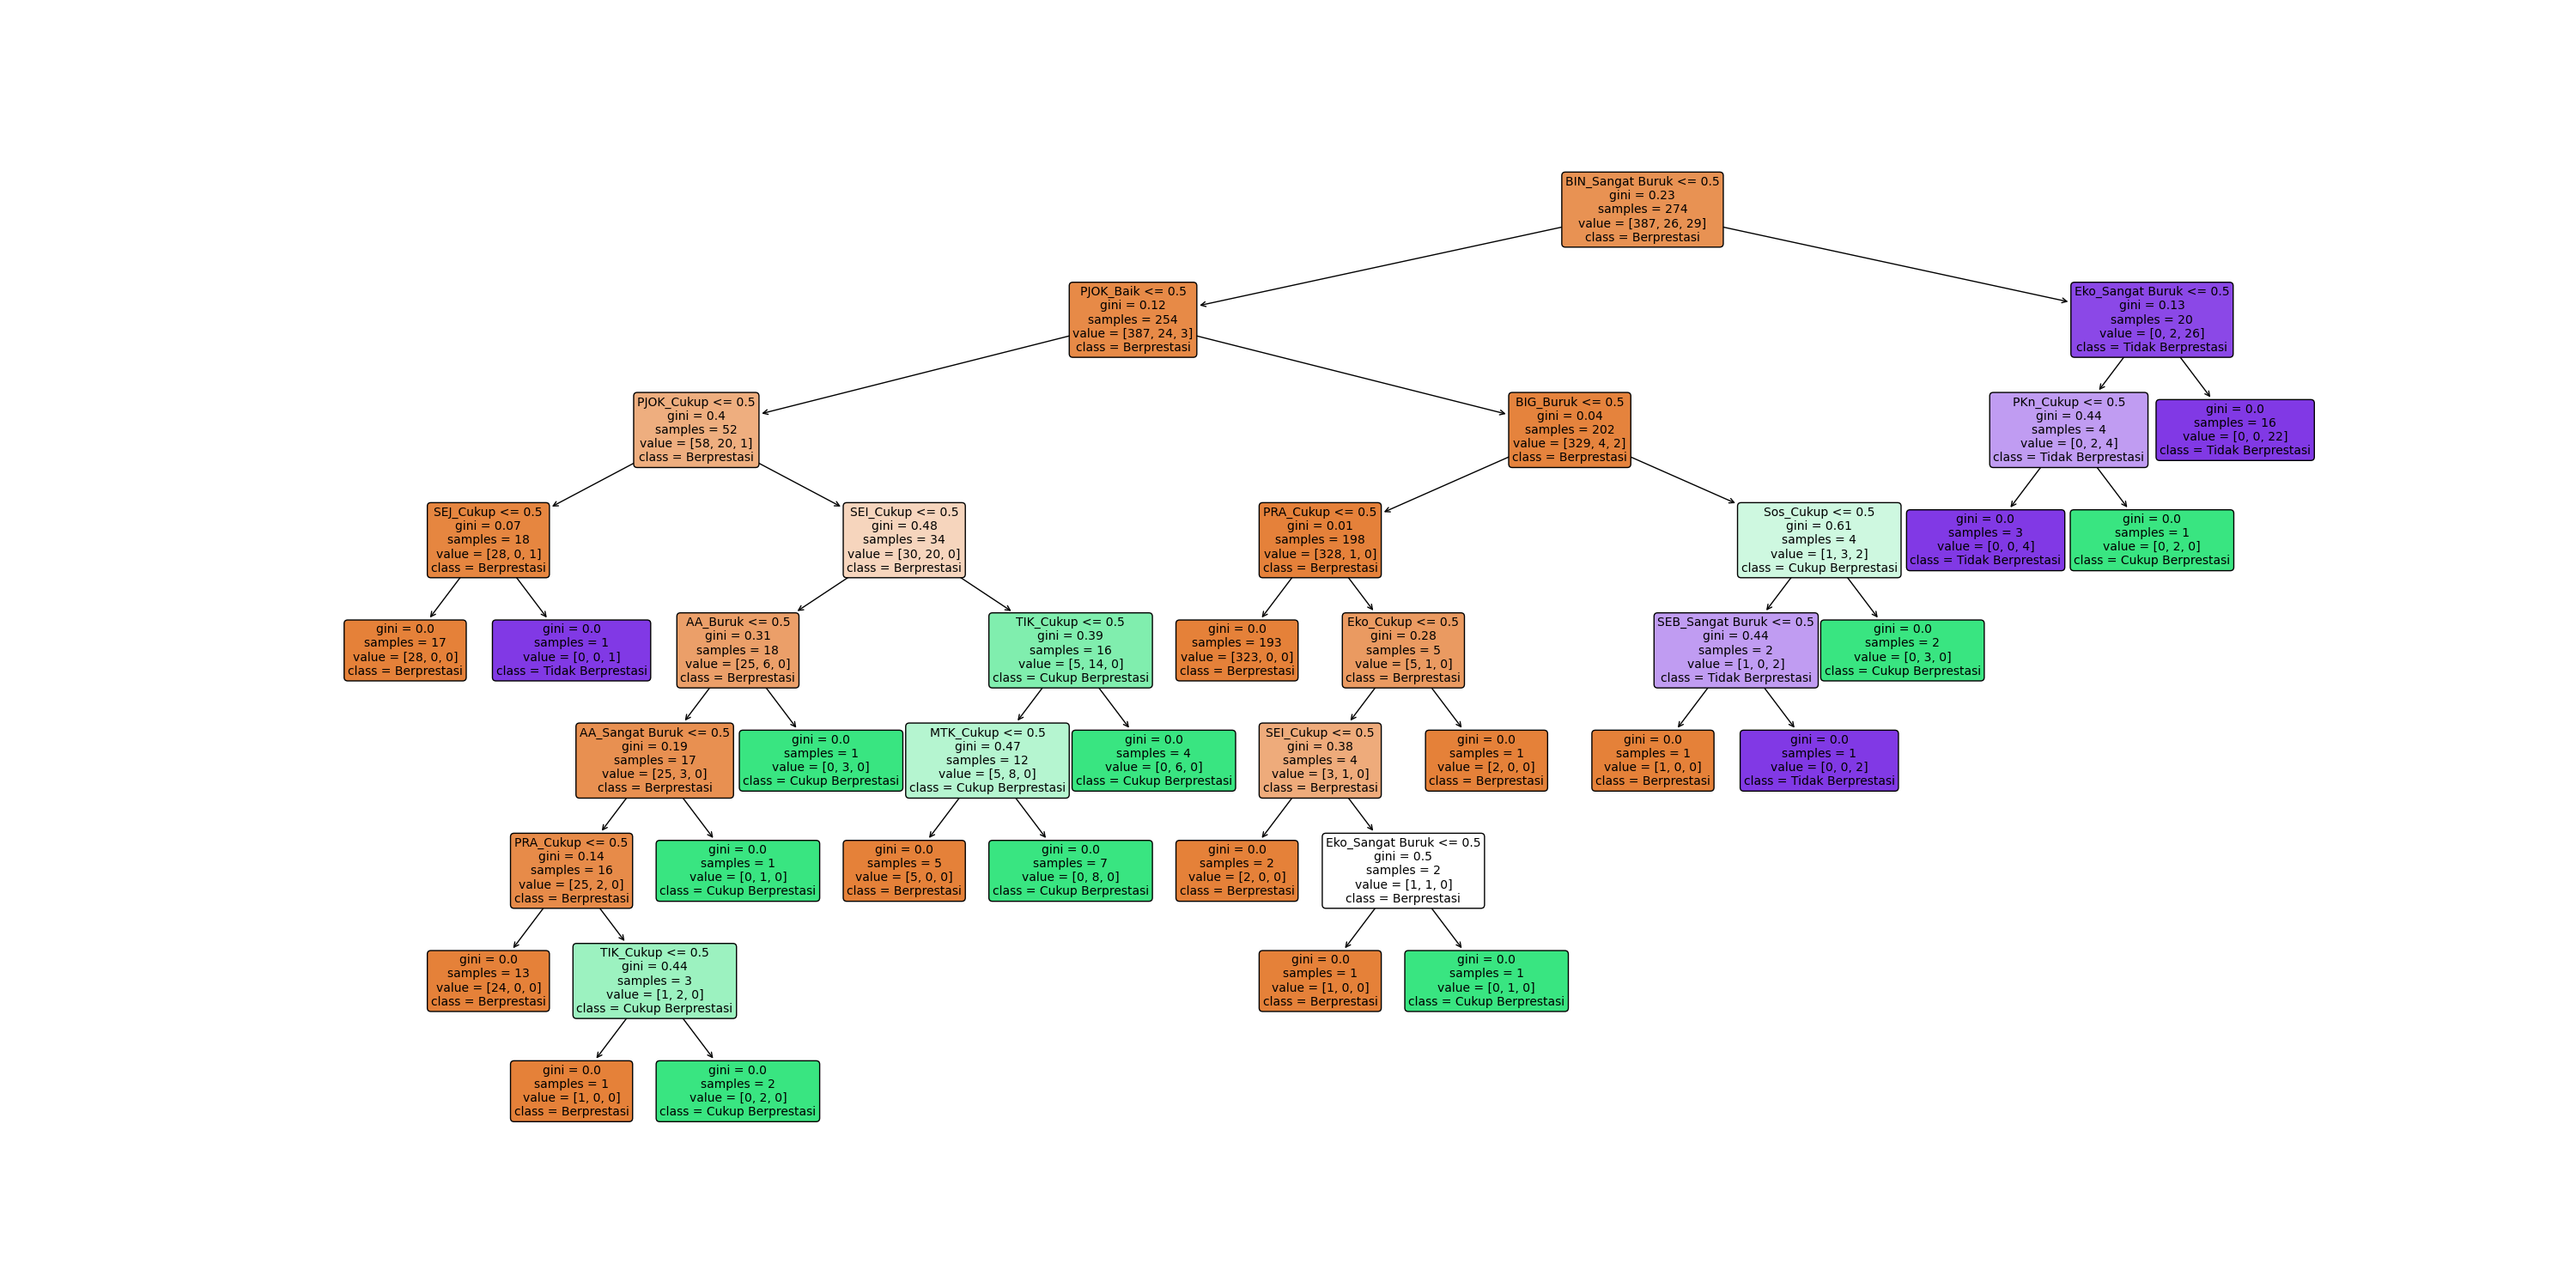 BIN_Sangat Buruk <= 0.5
gini = 0.23
samples = 274
value = [387, 26, 29]
class = Berprestasi
PJOK_Baik <= 0.5
gini = 0.12
samples = 254
value = [387, 24, 3]
class = Berprestasi
Eko_Sangat Buruk <= 0.5
gini = 0.13
samples = 20
value = [0, 2, 26]
class = Tidak Berprestasi
PJOK_Cukup <= 0.5
gini = 0.4
samples = 52
value = [58, 20, 1]
class = Berprestasi
BIG_Buruk <= 0.5
gini = 0.04
samples = 202
value = [329, 4, 2]
class = Berprestasi
PKn_Cukup <= 0.5
gini = 0.44
samples = 4
value = [0, 2, 4]
class = Tidak Berprestasi
gini = 0.0
samples = 16
value = [0, 0, 22]
class = Tidak Berprestasi
SEJ_Cukup <= 0.5
gini = 0.07
samples = 18
value = [28, 0, 1]
class = Berprestasi
SEI_Cukup <= 0.5
gini = 0.48
samples = 34
value = [30, 20, 0]
class = Berprestasi
PRA_Cukup <= 0.5
gini = 0.01
samples = 198
value = [328, 1, 0]
class = Berprestasi
Sos_Cukup <= 0.5
gini = 0.61
samples = 4
value = [1, 3, 2]
class = Cukup Berprestasi
gini = 0.0
samples = 3
value = [0, 0, 4]
class = Tidak Berprestasi
gini = 0.0
samples = 1
value = [0, 2, 0]
class = Cukup Berprestasi
gini = 0.0
samples = 17
value = [28, 0, 0]
class = Berprestasi
gini = 0.0
samples = 1
value = [0, 0, 1]
class = Tidak Berprestasi
AA_Buruk <= 0.5
gini = 0.31
samples = 18
value = [25, 6, 0]
class = Berprestasi
TIK_Cukup <= 0.5
gini = 0.39
samples = 16
value = [5, 14, 0]
class = Cukup Berprestasi
gini = 0.0
samples = 193
value = [323, 0, 0]
class = Berprestasi
Eko_Cukup <= 0.5
gini = 0.28
samples = 5
value = [5, 1, 0]
class = Berprestasi
SEB_Sangat Buruk <= 0.5
gini = 0.44
samples = 2
value = [1, 0, 2]
class = Tidak Berprestasi
gini = 0.0
samples = 2
value = [0, 3, 0]
class = Cukup Berprestasi
AA_Sangat Buruk <= 0.5
gini = 0.19
samples = 17
value = [25, 3, 0]
class = Berprestasi
gini = 0.0
samples = 1
value = [0, 3, 0]
class = Cukup Berprestasi
MTK_Cukup <= 0.5
gini = 0.47
samples = 12
value = [5, 8, 0]
class = Cukup Berprestasi
gini = 0.0
samples = 4
value = [0, 6, 0]
class = Cukup Berprestasi
SEI_Cukup <= 0.5
gini = 0.38
samples = 4
value = [3, 1, 0]
class = Berprestasi
gini = 0.0
samples = 1
value = [2, 0, 0]
class = Berprestasi
gini = 0.0
samples = 1
value = [1, 0, 0]
class = Berprestasi
gini = 0.0
samples = 1
value = [0, 0, 2]
class = Tidak Berprestasi
PRA_Cukup <= 0.5
gini = 0.14
samples = 16
value = [25, 2, 0]
class = Berprestasi
gini = 0.0
samples = 1
value = [0, 1, 0]
class = Cukup Berprestasi
gini = 0.0
samples = 5
value = [5, 0, 0]
class = Berprestasi
gini = 0.0
samples = 7
value = [0, 8, 0]
class = Cukup Berprestasi
gini = 0.0
samples = 2
value = [2, 0, 0]
class = Berprestasi
Eko_Sangat Buruk <= 0.5
gini = 0.5
samples = 2
value = [1, 1, 0]
class = Berprestasi
gini = 0.0
samples = 13
value = [24, 0, 0]
class = Berprestasi
TIK_Cukup <= 0.5
gini = 0.44
samples = 3
value = [1, 2, 0]
class = Cukup Berprestasi
gini = 0.0
samples = 1
value = [1, 0, 0]
class = Berprestasi
gini = 0.0
samples = 1
value = [0, 1, 0]
class = Cukup Berprestasi
gini = 0.0
samples = 1
value = [1, 0, 0]
class = Berprestasi
gini = 0.0
samples = 2
value = [0, 2, 0]
class = Cukup Berprestasi